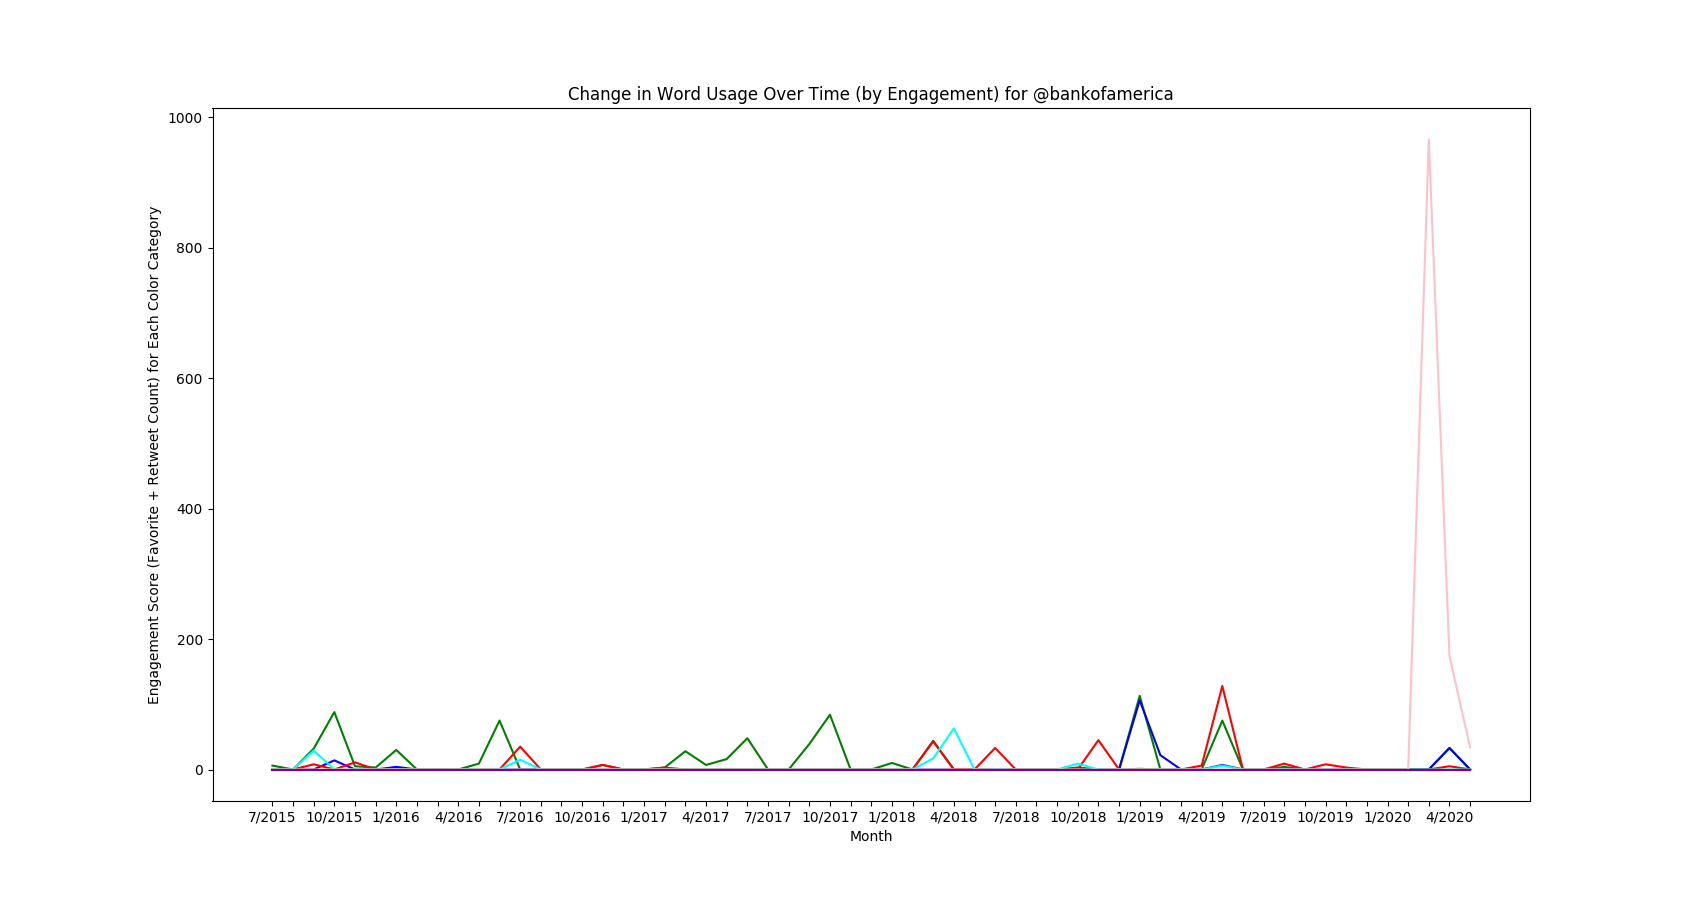 Change in Word Usage Over Time (by Engagement) for @bankofamerica
Engagement Score (Favorite + Retweet Count) for Each Color Category
1000
800
600
400
200
0
7/2015 10/2015 1/2016 4/2016 7/2016 10/2016 1/2017 4/2017 7/2017 10/2017 1/2018 4/2018 7/2018 10/2018 1/2019 4/2019 7/2019 10/2019 1/2020 4/2020
Month